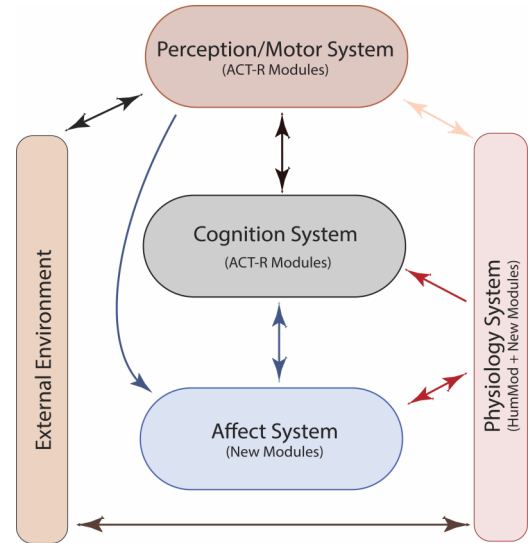 Perception/Motor System
(ACT-R Modules)
External Environment
Cognition System
(ACT-R Modules)
Physiology System
(HumMod + New Modules)
Affect System
(New Modules)